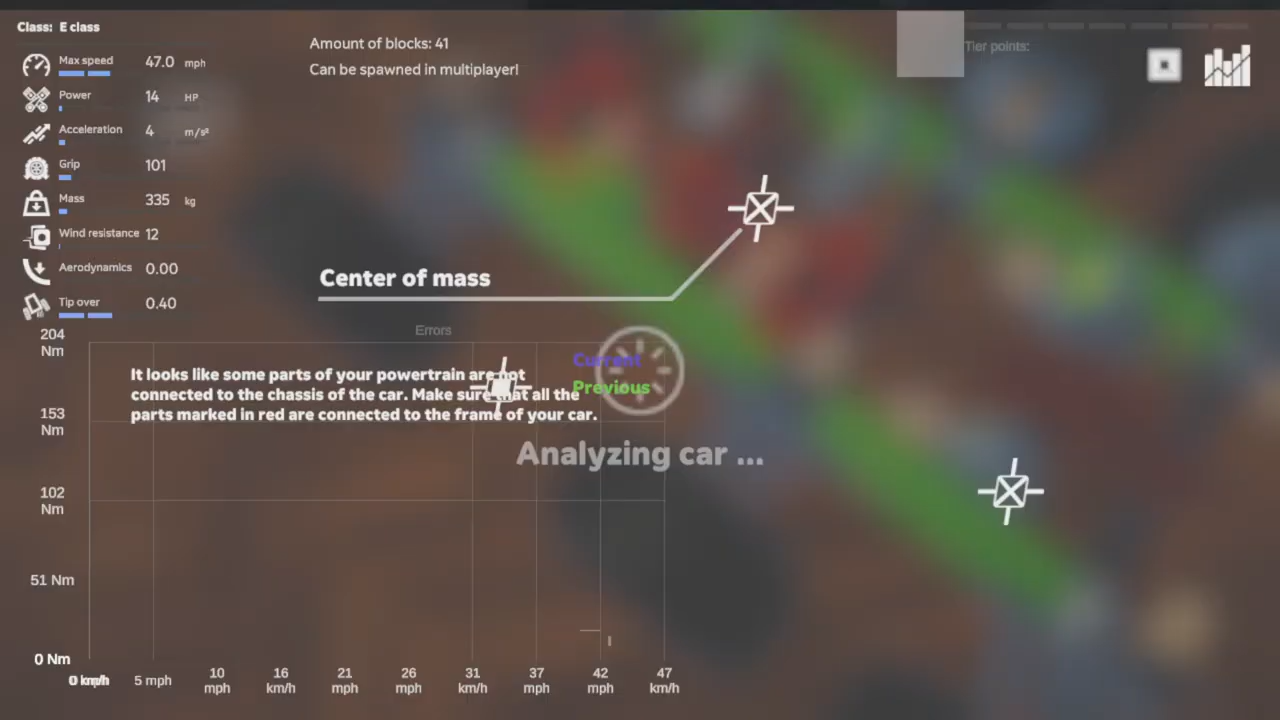 Class: E class
Max speed 47.0 mph
Power 14 HP
Acceleration 4 m/s²
Grip 101
Mass 335 kg
Wind resistance 12
Aerodynamics 0.00
Tip over 0.40
Amount of blocks: 41
Can be spawned in multiplayer!
Tier points:
Center of mass
Errors
It looks like some parts of your powertrain are not
connected to the chassis of the car. Make sure that all the
parts marked in red are connected to the frame of your car.
Current
Previous
Analyzing car ...
204
Nm
153
Nm
102
Nm
51 Nm
0 Nm
5 mph
10
mph
16
km/h
21
mph
26
mph
31
km/h
37
mph
42
mph
47
km/h